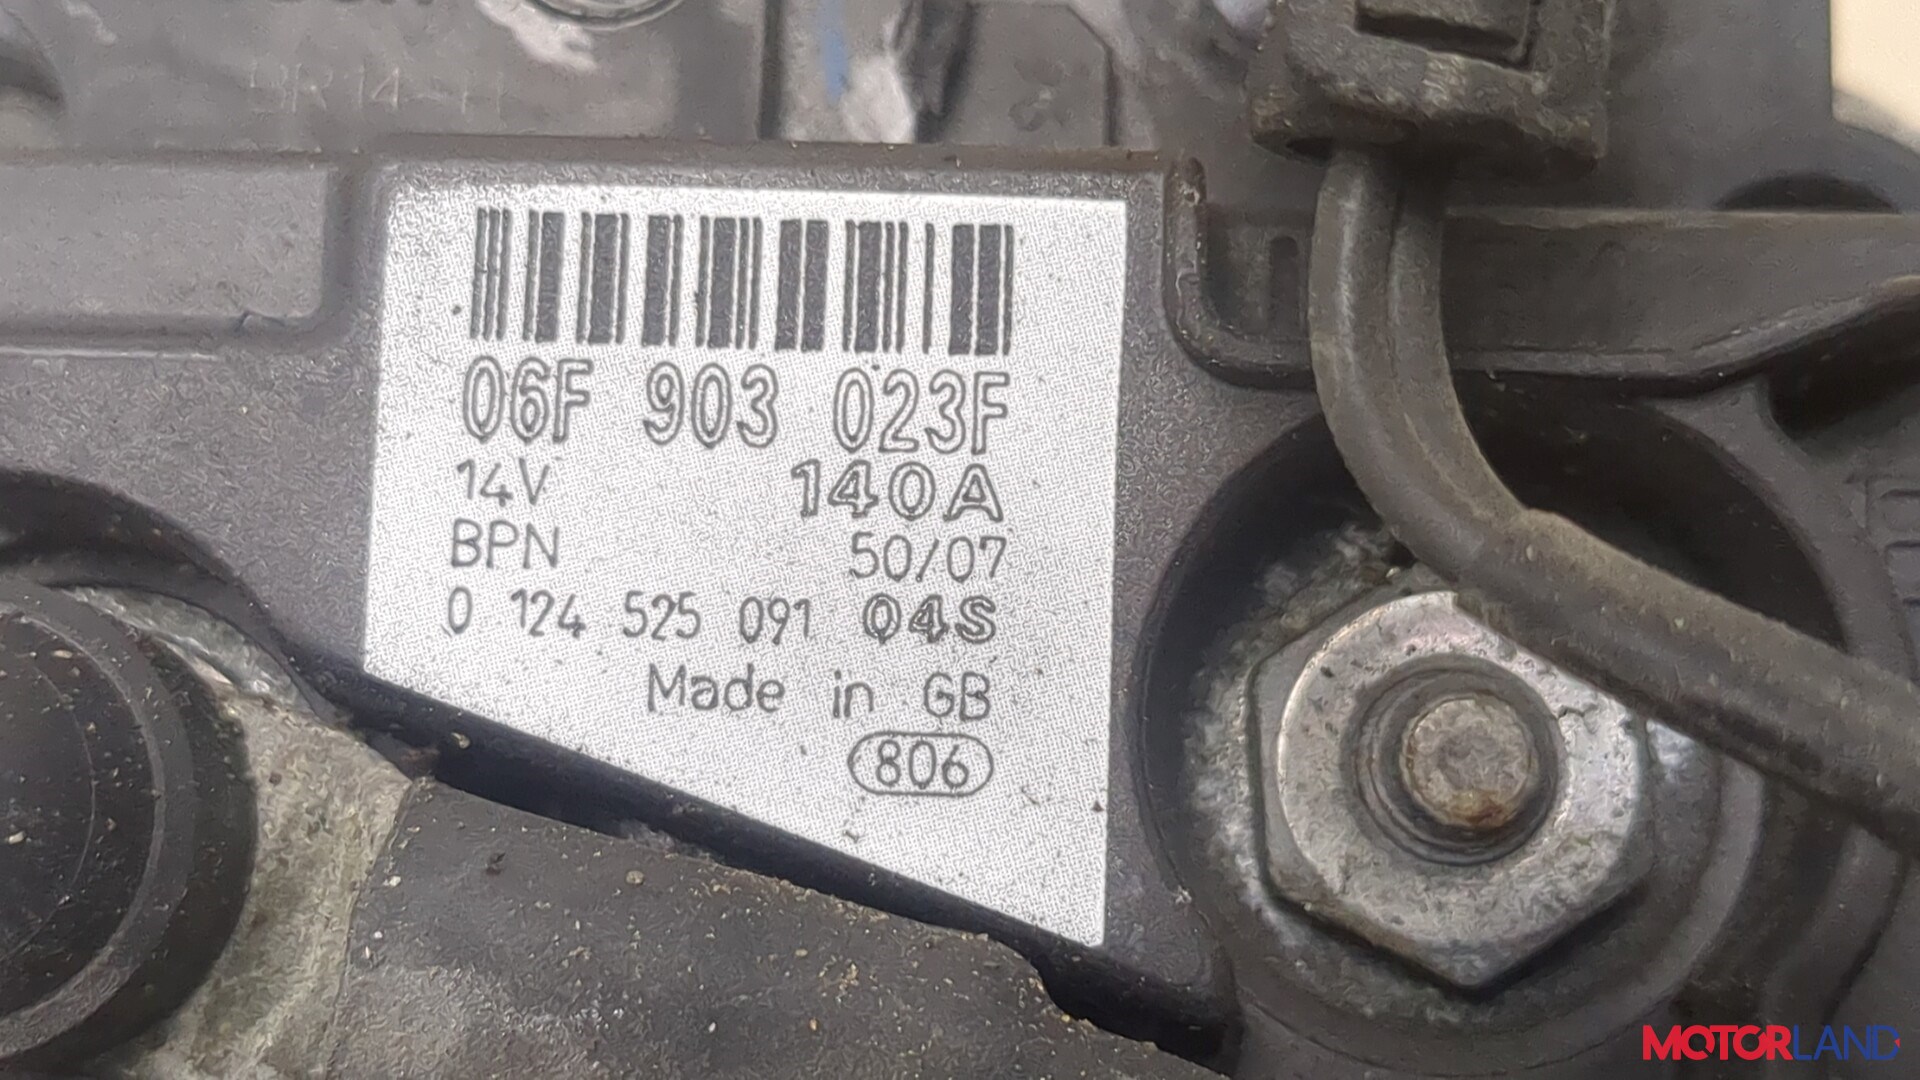 06F 903 023F
14V 140A
BPN 50/07
0 124 525 091 04S
Made in GB
806
MOTORLAND